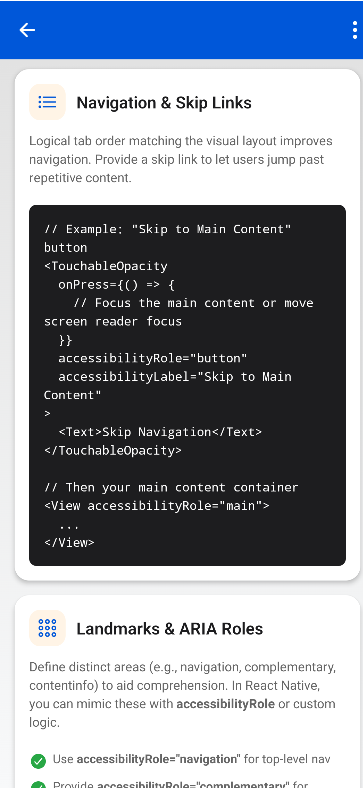 Navigation & Skip Links
Logical tab order matching the visual layout improves
navigation. Provide a skip link to let users jump past
repetitive content.
// Example: "Skip to Main Content"
button
<TouchableOpacity
  onPress={() => {
    // Focus the main content or move
screen reader focus
  }}
  accessibilityRole="button"
  accessibilityLabel="Skip to Main
Content"
>
  <Text>Skip Navigation</Text>
</TouchableOpacity>

// Then your main content container
<View accessibilityRole="main">
  ...
</View>
Landmarks & ARIA Roles
Define distinct areas (e.g., navigation, complementary,
contentinfo) to aid comprehension. In React Native,
you can mimic these with accessibilityRole or custom
logic.
Use accessibilityRole="navigation" for top-level nav
Provide accessibilityRole="complementary" for